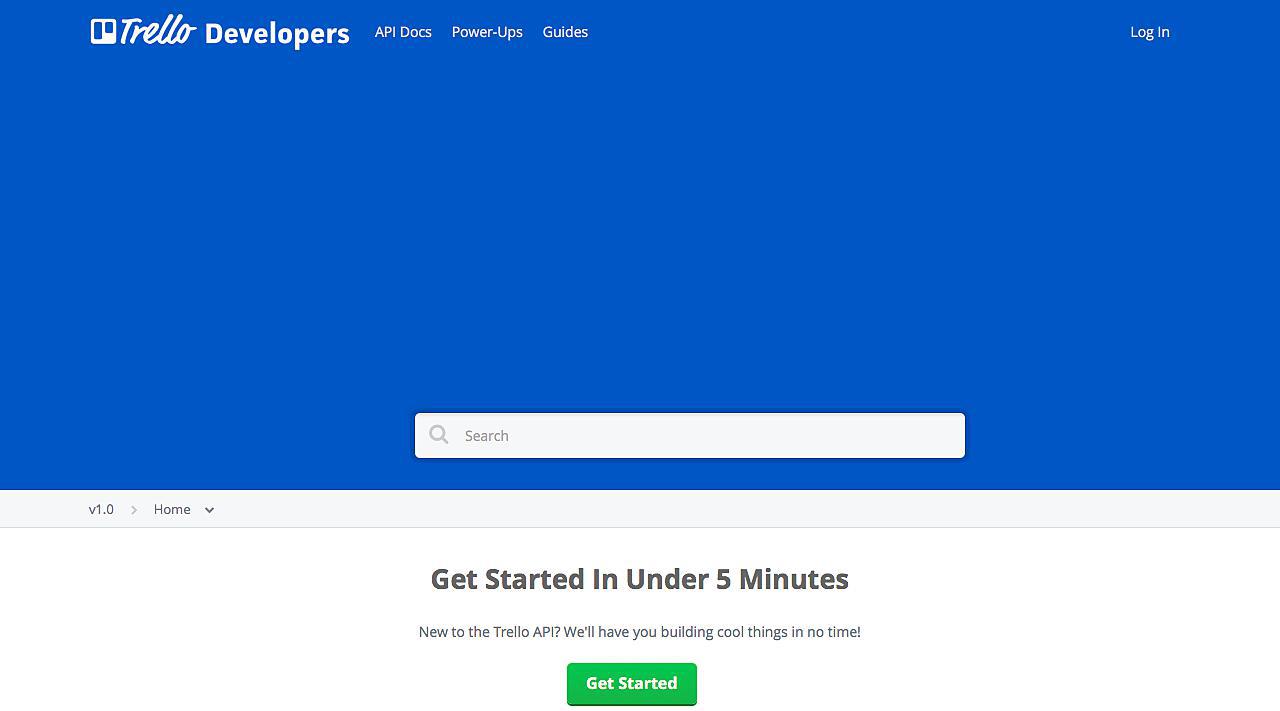 Trello Developers API Docs Power-Ups Guides Log In
Search
v1.0 Home
Get Started In Under 5 Minutes
New to the Trello API? We'll have you building cool things in no time!
Get Started